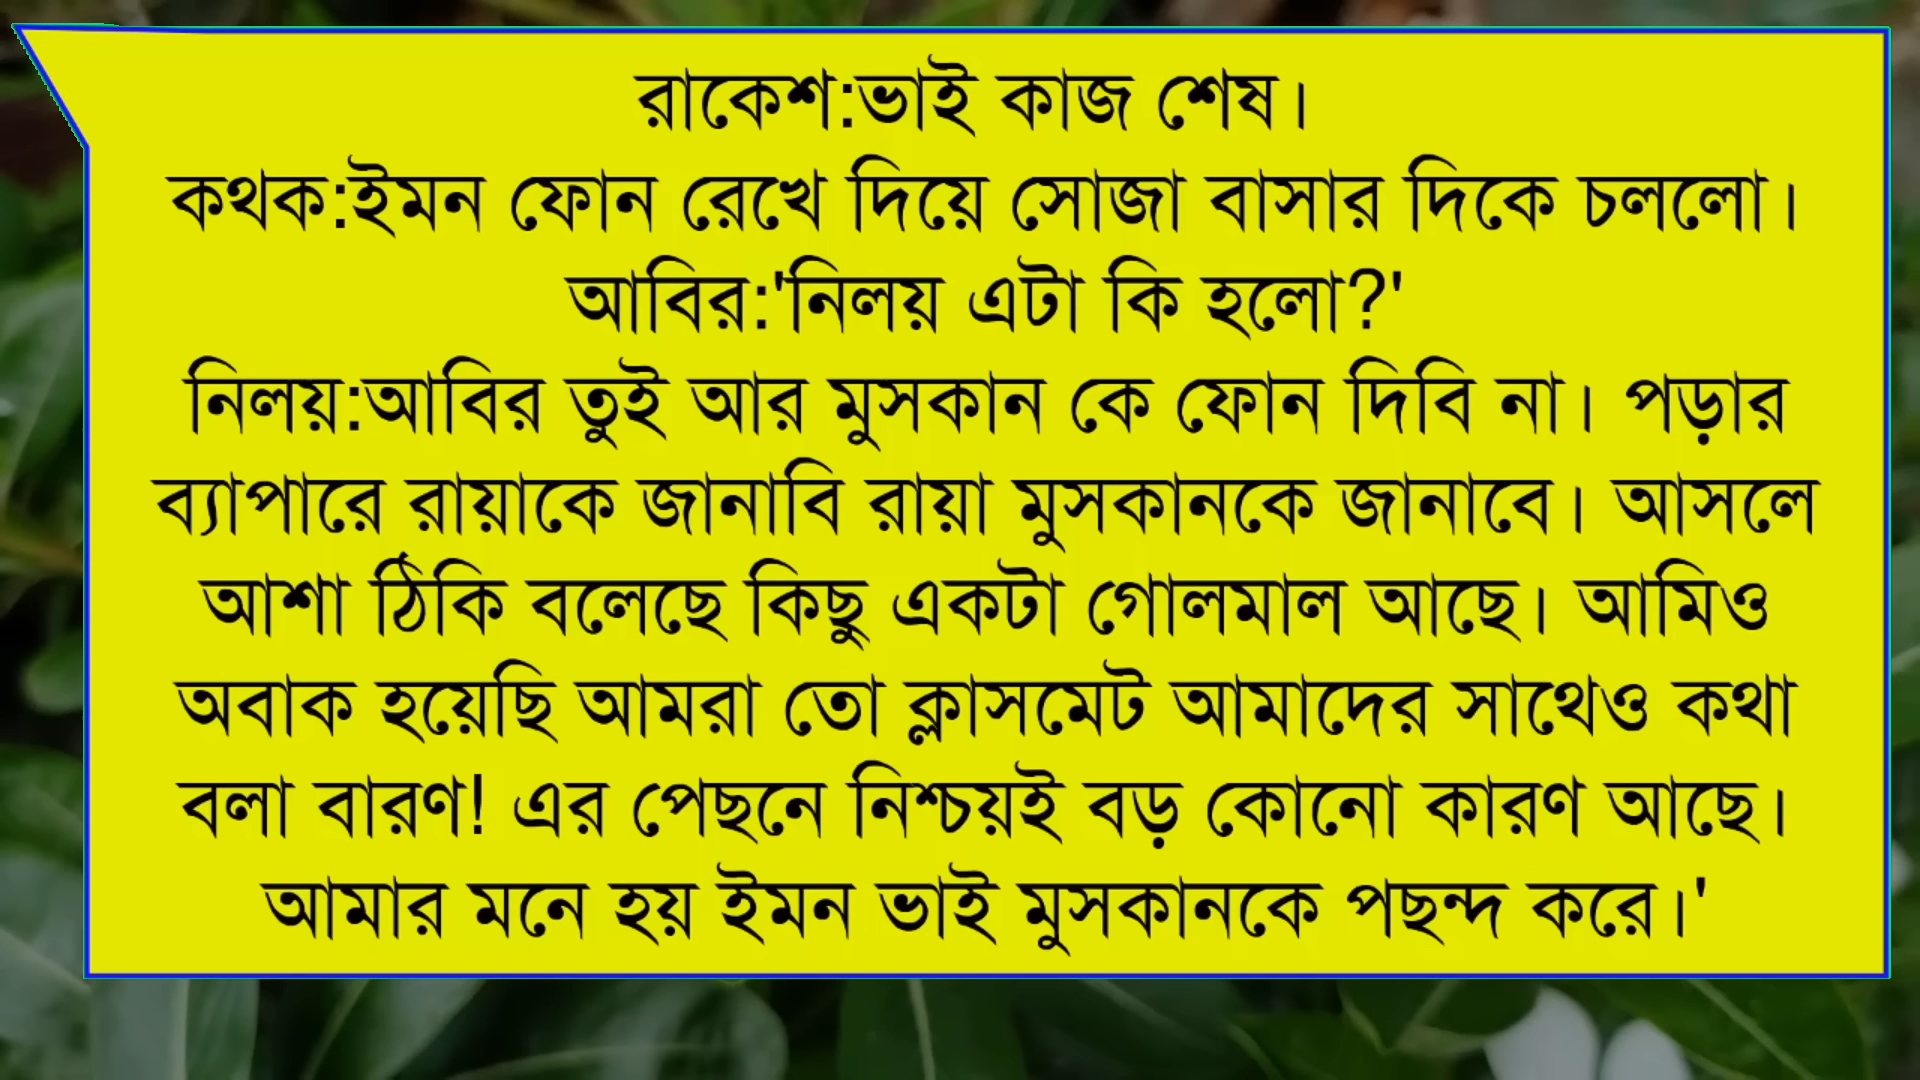 রাকেশ:ভাই কাজ শেষ।
কথক:ইমন ফোন রেখে দিয়ে সোজা বাসার দিকে চললো।
আবির:'নিলয় এটা কি হলো?'
নিলয়:আবির তুই আর মুসকান কে ফোন দিবি না। পড়ার
ব্যাপারে রায়াকে জানাবি রায়া মুসকানকে জানাবে। আসলে
আশা ঠিকি বলেছে কিছু একটা গোলমাল আছে। আমিও
অবাক হয়েছি আমরা তো ক্লাসমেট আমাদের সাথেও কথা
বলা বারণ! এর পেছনে নিশ্চয়ই বড় কোনো কারণ আছে।
আমার মনে হয় ইমন ভাই মুসকানকে পছন্দ করে।'